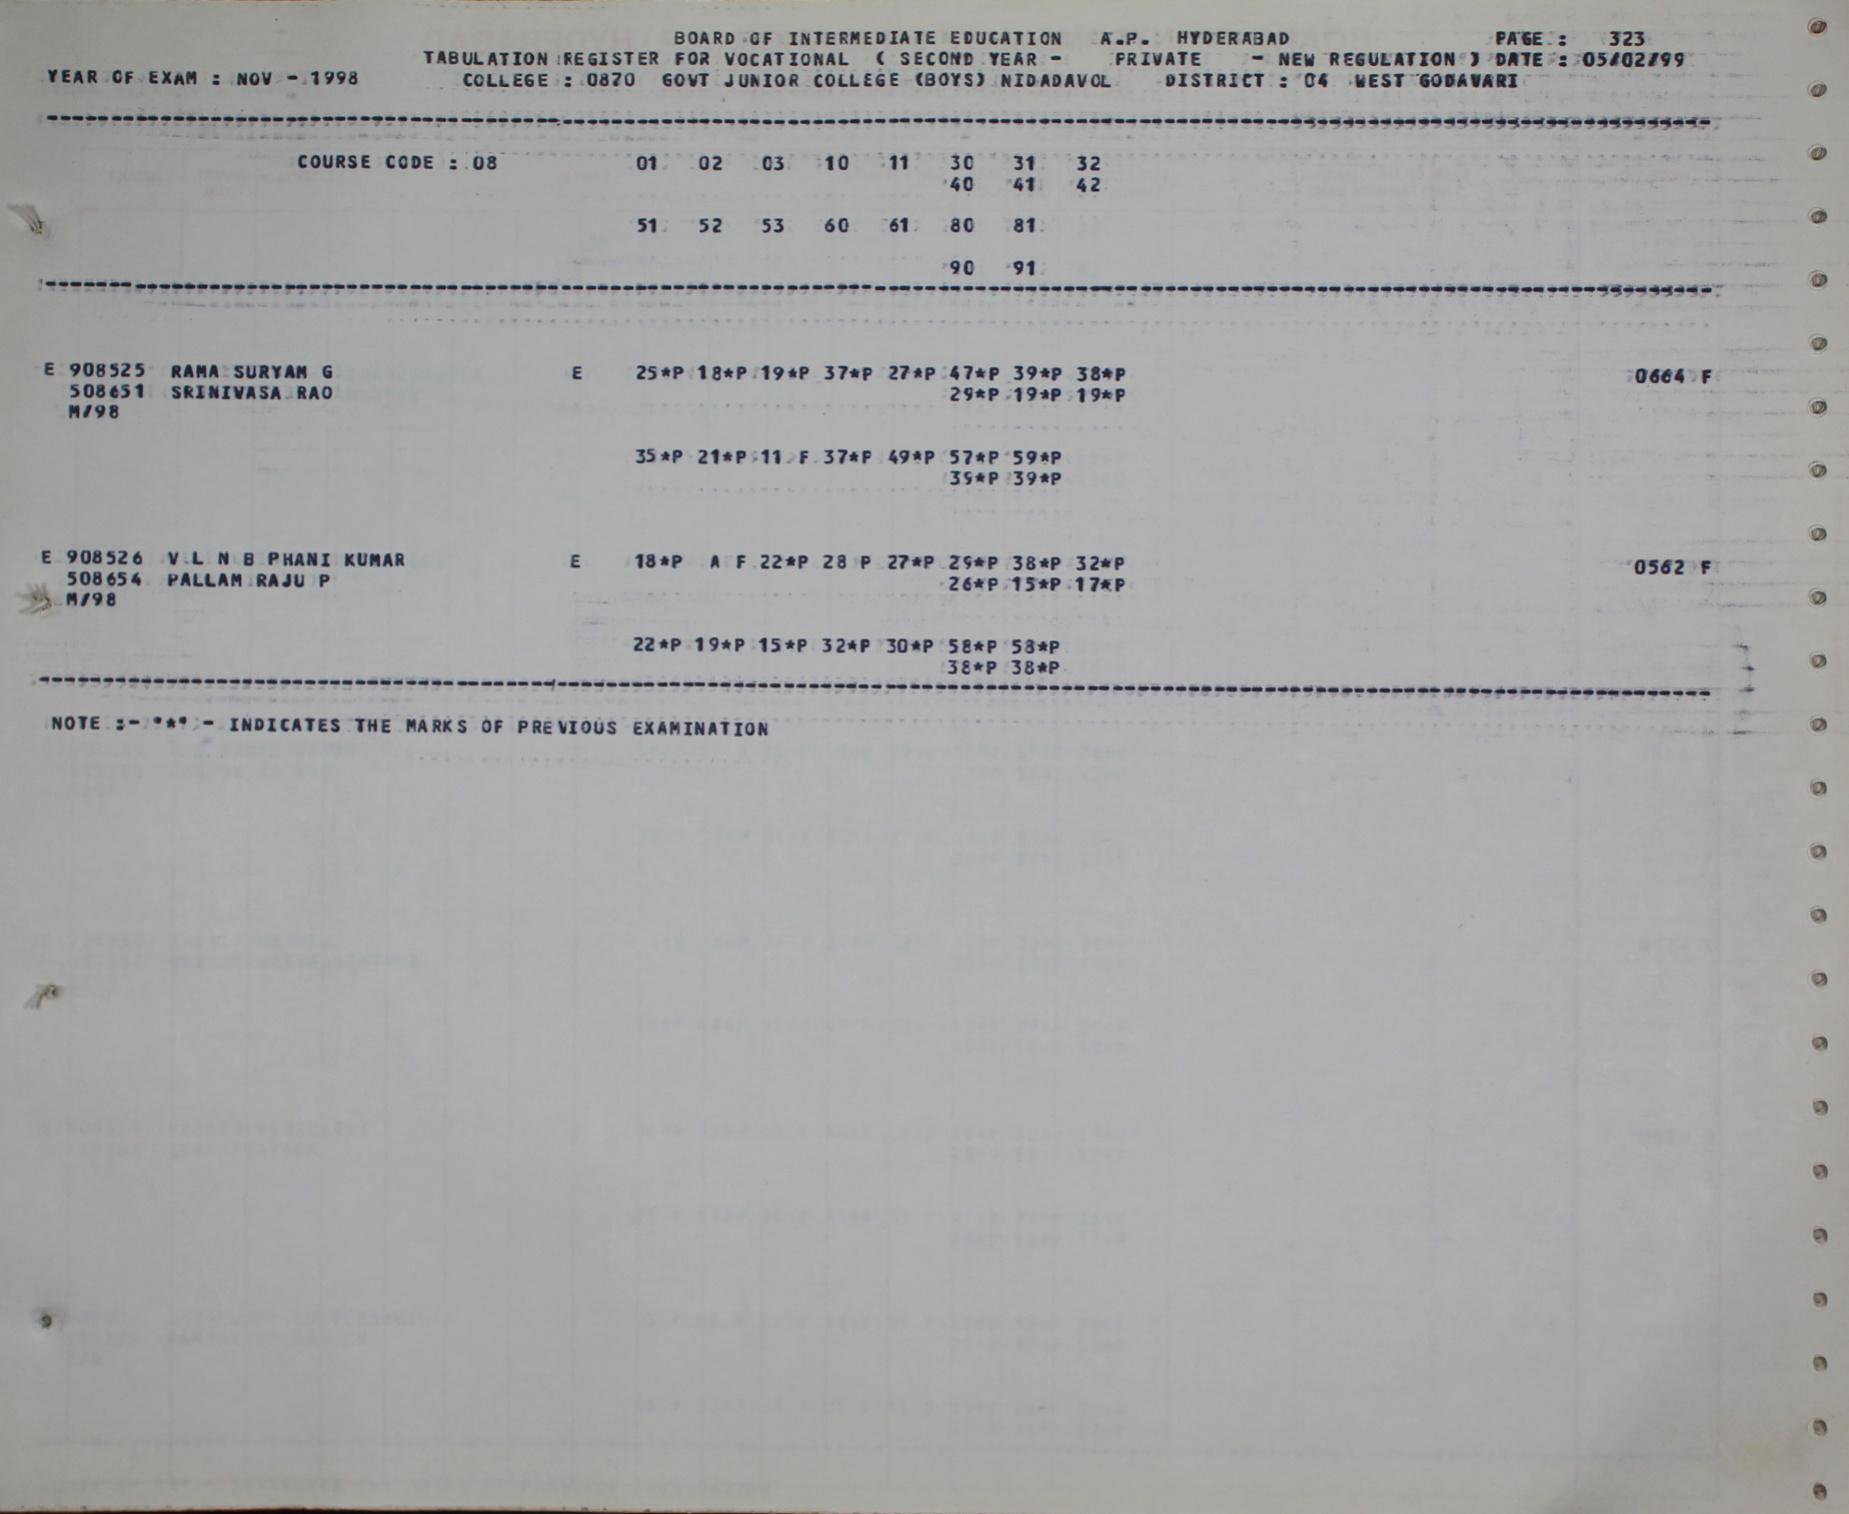 BOARD OF INTERMEDIATE EDUCATION A.P. HYDERABAD PAGE : 323
TABULATION REGISTER FOR VOCATIONAL ( SECOND YEAR - PRIVATE - NEW REGULATION ) DATE : 05/02/99
YEAR OF EXAM : NOV - 1998 COLLEGE : 0870 GOVT JUNIOR COLLEGE (BOYS) NIDADAVOL DISTRICT : 04 WEST GODAVARI
COURSE CODE : 08 01 02 03 10 11 30 31 32
40 41 42
51 52 53 60 61 80 81
90 91
E 908525 RAMA SURYAM G E 25*P 18*P 19*P 37*P 27*P 47*P 39*P 38*P 0664 F
508651 SRINIVASA RAO 29*P 19*P 19*P
M/98
35*P 21*P 11 F 37*P 49*P 57*P 59*P
39*P 39*P
E 908526 V L N B PHANI KUMAR E 18*P A F 22*P 28 P 27*P 29*P 38*P 32*P 0562 F
508654 PALLAM RAJU P 26*P 15*P 17*P
M/98
22*P 19*P 15*P 32*P 30*P 58*P 58*P
38*P 38*P
NOTE :- "*" - INDICATES THE MARKS OF PREVIOUS EXAMINATION